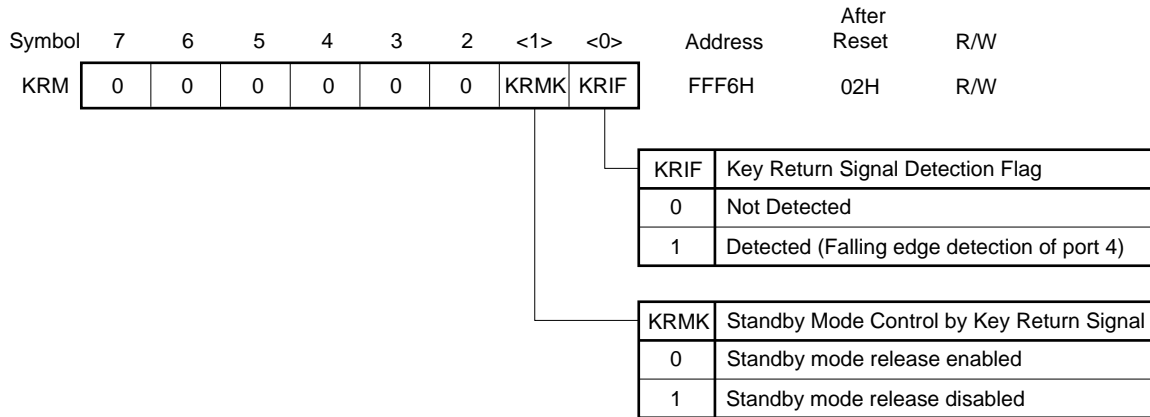 Symbol 7 6 5 4 3 2 <1> <0> Address After Reset R/W
KRM 0 0 0 0 0 0 KRMK KRIF FFF6H 02H R/W
KRIF Key Return Signal Detection Flag
0 Not Detected
1 Detected (Falling edge detection of port 4)
KRMK Standby Mode Control by Key Return Signal
0 Standby mode release enabled
1 Standby mode release disabled